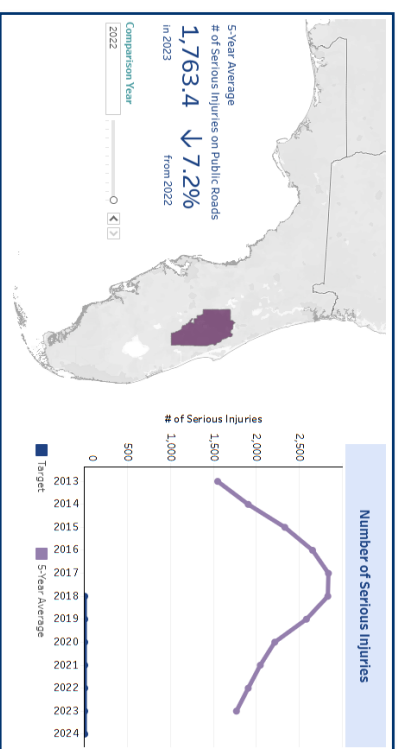 5-Year Average
# of Serious Injuries on Public Roads
1,763.4 ↓ 7.2%
in 2023 from 2022
Comparison Year
2022
Number of Serious Injuries
# of Serious Injuries
2,500
2,000
1,500
1,000
500
0
2013 2014 2015 2016 2017 2018 2019 2020 2021 2022 2023 2024
Target 5-Year Average